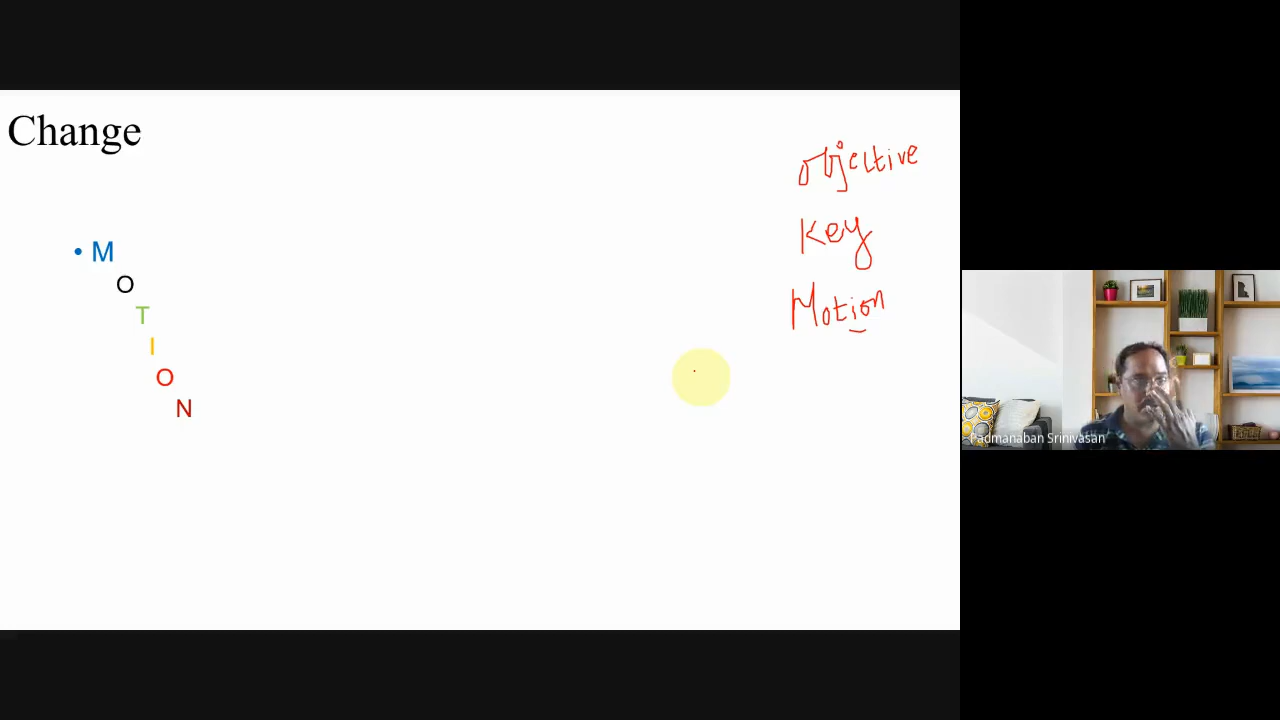 Change
• M
O
T
I
O
N
Objective
Key
Motion
Padmanaban Srinivasan